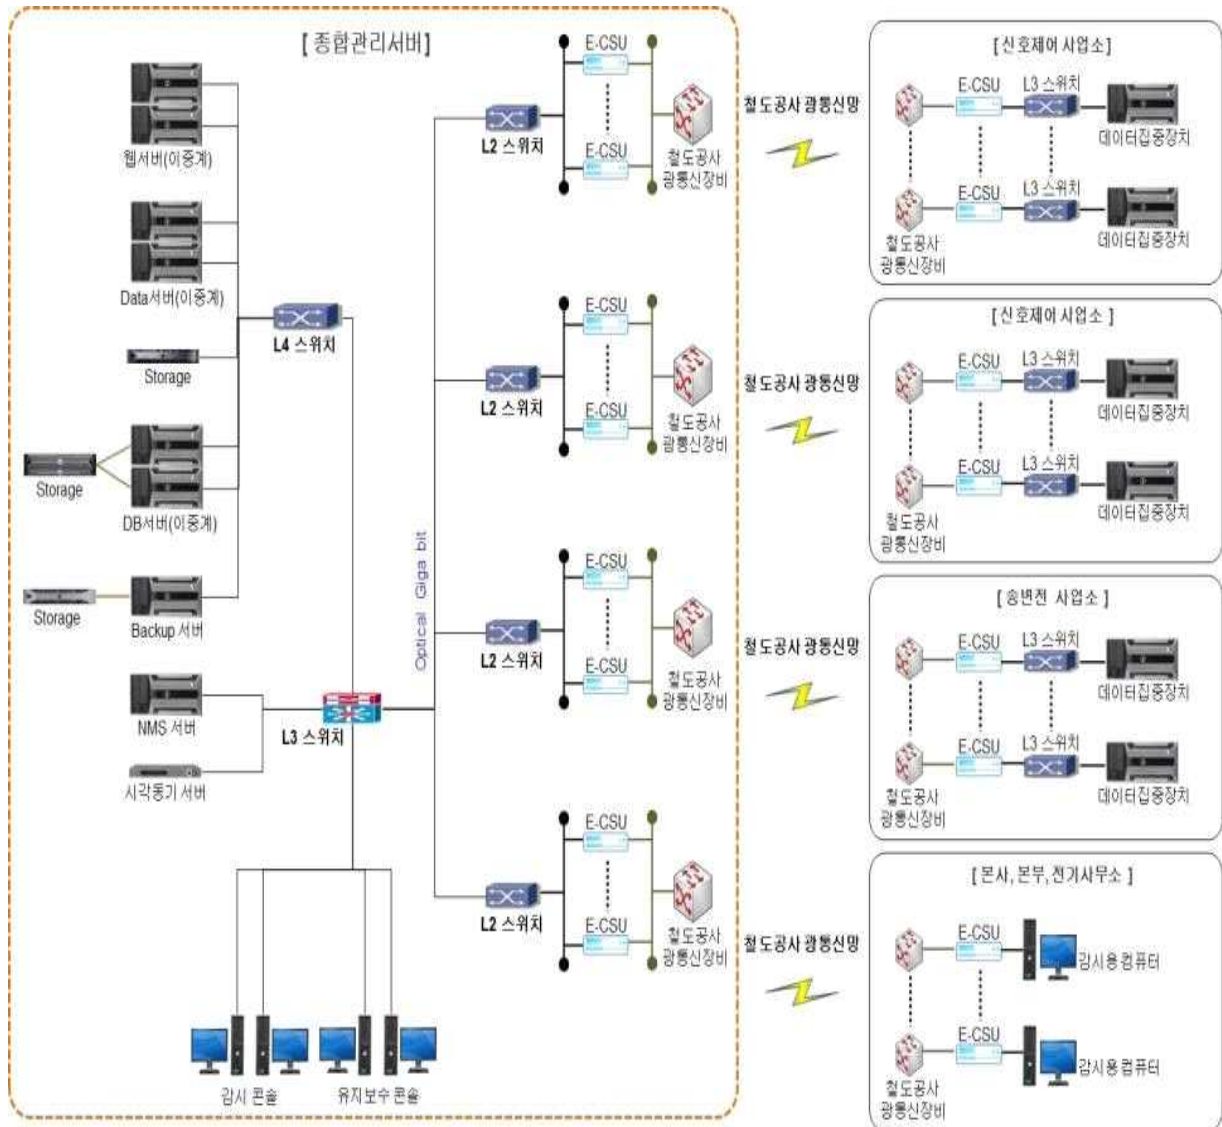 [ 종합관리서버]
웹서버(이중계)
Data서버(이중계)
Storage
Storage
DB서버(이중계)
Storage
Backup 서버
NMS 서버
시각동기 서버
L4 스위치
L3 스위치
Optical Giga bit
감시 콘솔
유지보수 콘솔
E-CSU
L2 스위치
E-CSU
철도공사
광통신장비
E-CSU
L2 스위치
E-CSU
철도공사
광통신장비
E-CSU
L2 스위치
E-CSU
철도공사
광통신장비
E-CSU
L2 스위치
E-CSU
철도공사
광통신장비
철도공사 광통신망
철도공사 광통신망
철도공사 광통신망
철도공사 광통신망
[ 신호제어 사업소 ]
E-CSU
L3 스위치
데이터집중장치
E-CSU
L3 스위치
데이터집중장치
철도공사
광통신장비
[ 신호제어 사업소 ]
E-CSU
L3 스위치
데이터집중장치
E-CSU
L3 스위치
데이터집중장치
철도공사
광통신장비
[ 송변전 사업소 ]
E-CSU
L3 스위치
데이터집중장치
E-CSU
L3 스위치
데이터집중장치
철도공사
광통신장비
[ 본사, 본부, 전기사무소 ]
E-CSU
감시용 컴퓨터
E-CSU
감시용 컴퓨터
철도공사
광통신장비